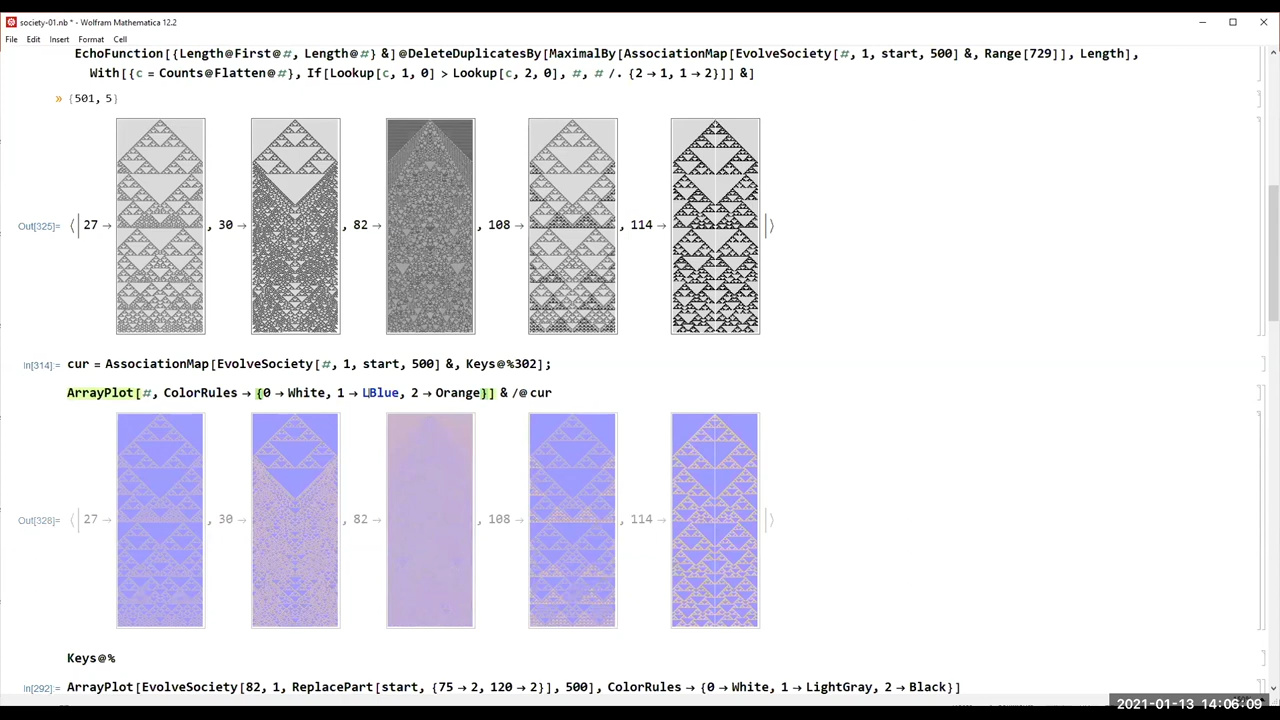 society-01.nb * - Wolfram Mathematica 12.2
File Edit Insert Format Cell
EchoFunction[{Length@First@#, Length@#} &]@DeleteDuplicatesBy[MaximalBy[AssociationMap[EvolveSociety[#, 1, start, 500] &, Range[729]], Length],
With[{c = Counts@Flatten@#}, If[Lookup[c, 1, 0] > Lookup[c, 2, 0], #, # /. {2 → 1, 1 → 2}]] &]
» {501, 5}
Out[325]= ⟨| 27 → , 30 → , 82 → , 108 → , 114 → |⟩
In[314]:= cur = AssociationMap[EvolveSociety[#, 1, start, 500] &, Keys@%302];
ArrayPlot[#, ColorRules → {0 → White, 1 → LBlue, 2 → Orange}] & /@ cur
Out[328]= ⟨| 27 → , 30 → , 82 → , 108 → , 114 → |⟩
Keys@%
In[292]:= ArrayPlot[EvolveSociety[82, 1, ReplacePart[start, {75 → 2, 120 → 2}], 500], ColorRules → {0 → White, 1 → LightGray, 2 → Black}]
2021-01-13 14:06:09